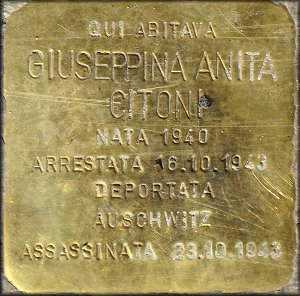 QUI ABITAVA
GIUSEPPINA ANITA
CITONI
NATA 1940
ARRESTATA 16.10.1943
DEPORTATA
AUSCHWITZ
ASSASSINATA 23.10.1943